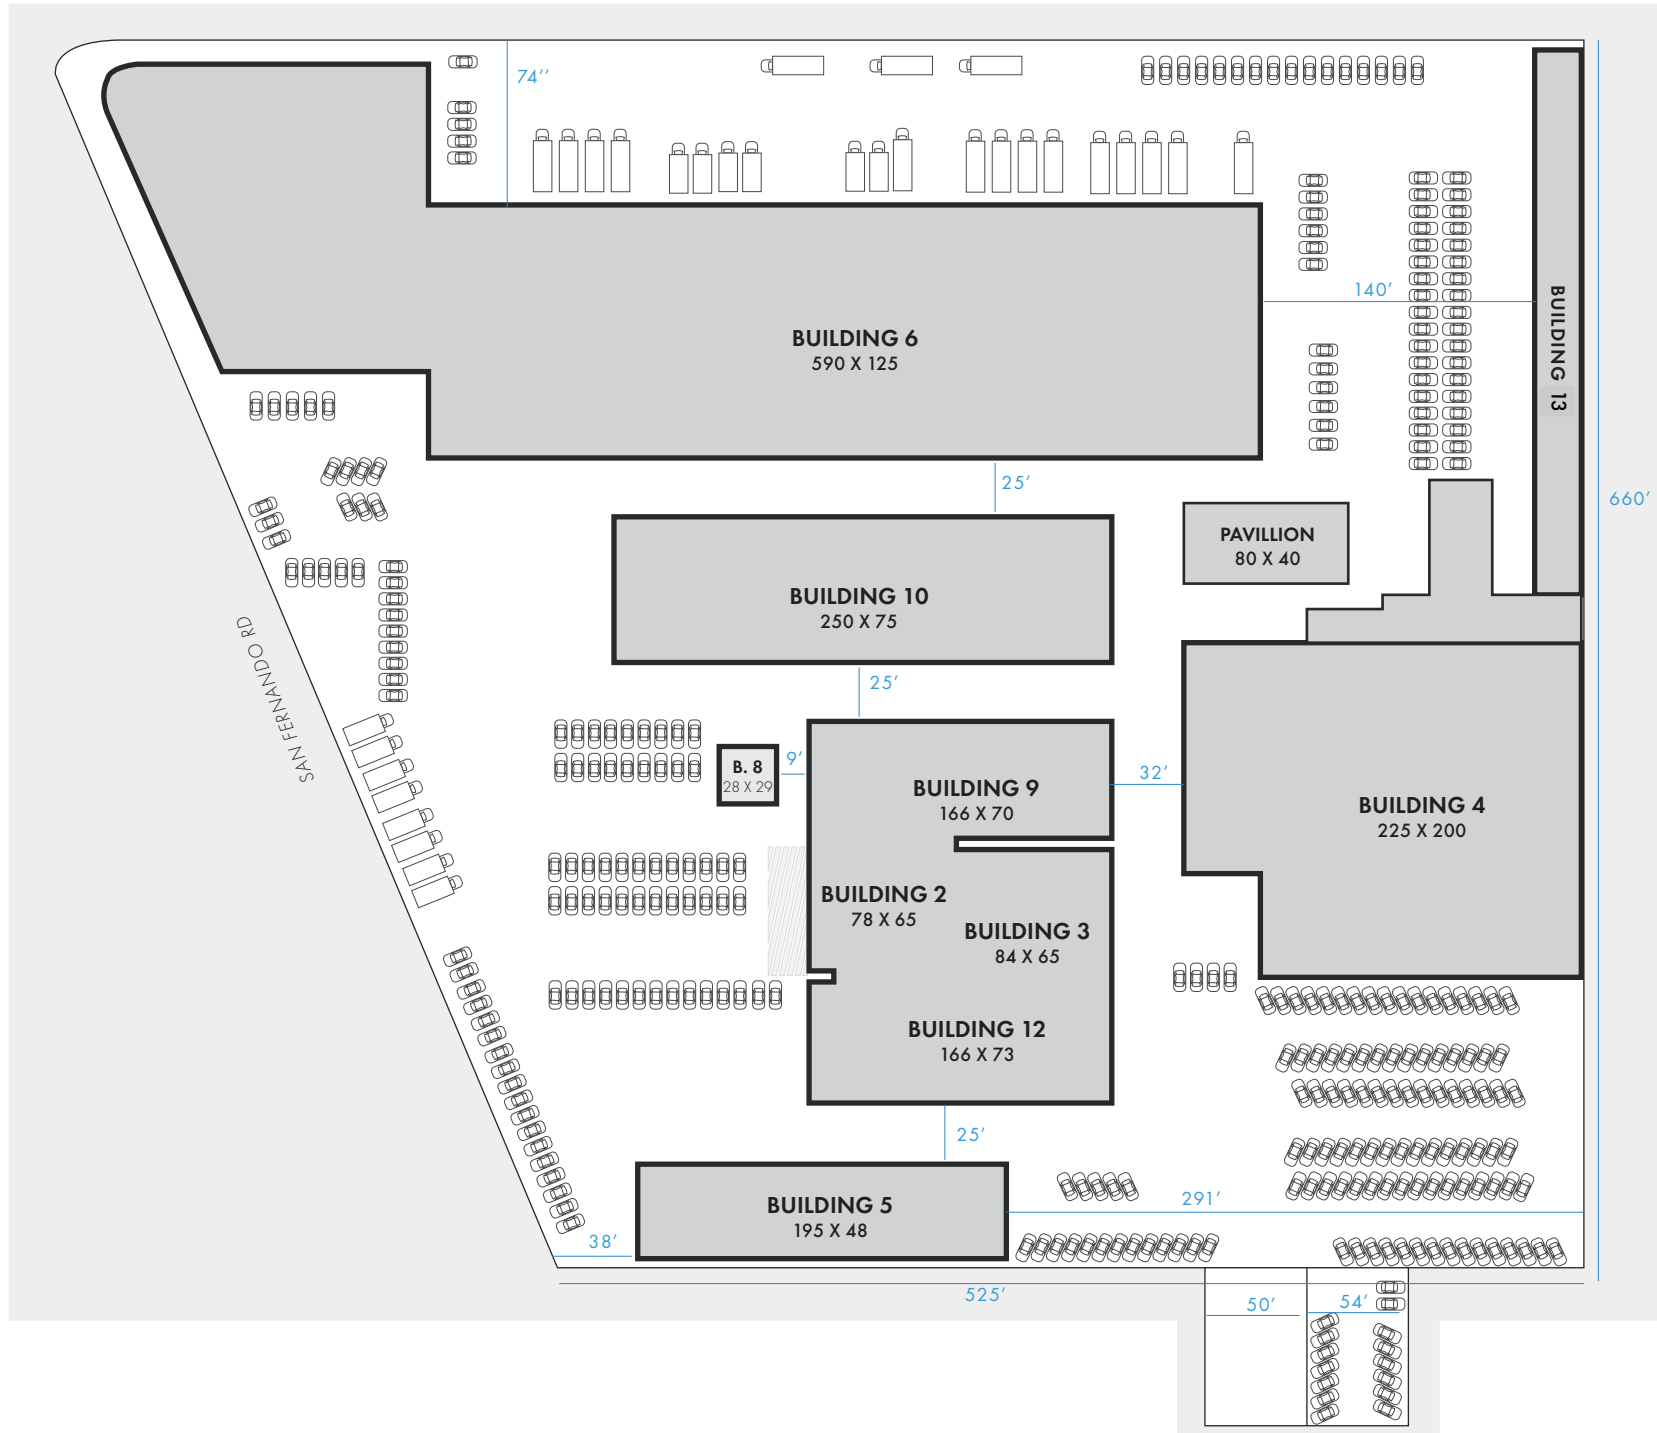 74’’
BUILDING 6
590 X 125
140’
BUILDING 13
660’
25’
PAVILLION
80 X 40
BUILDING 10
250 X 75
SAN FERNANDO RD
25’
B. 8
28 X 29
9’
BUILDING 9
166 X 70
32’
BUILDING 4
225 X 200
BUILDING 2
78 X 65
BUILDING 3
84 X 65
BUILDING 12
166 X 73
25’
BUILDING 5
195 X 48
291’
38’
525’
50’
54’